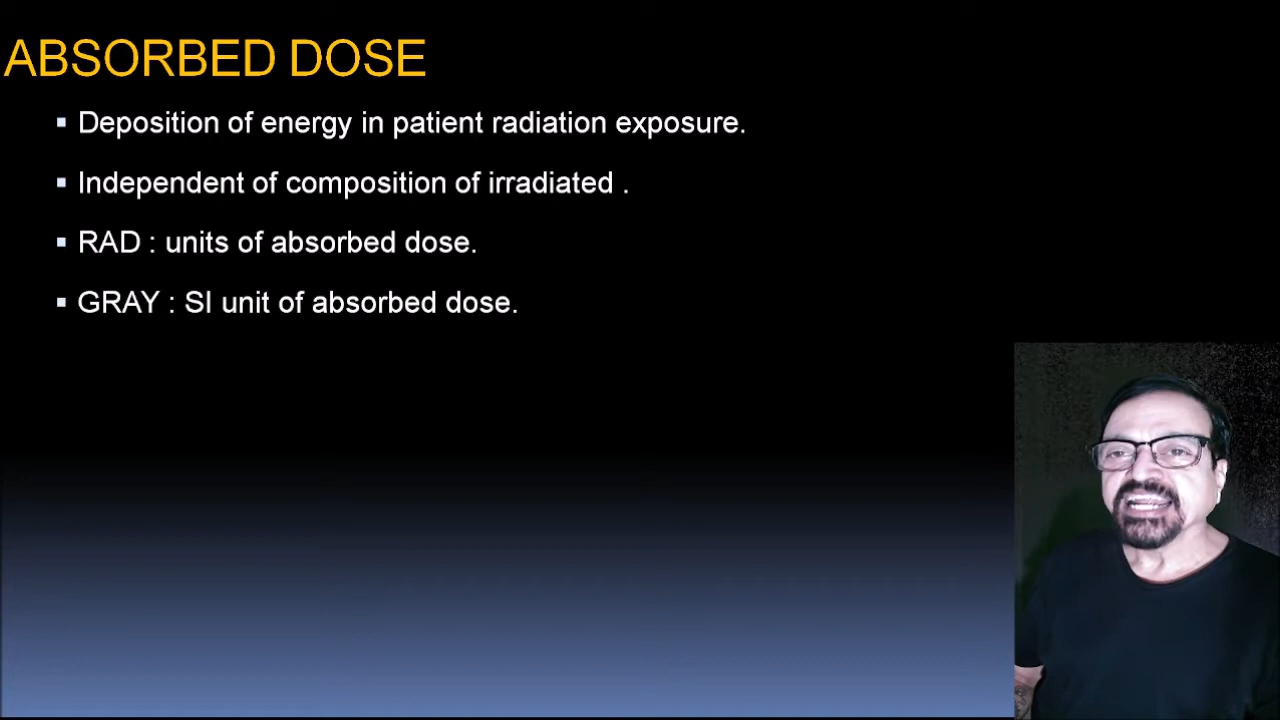 ABSORBED DOSE
▪ Deposition of energy in patient radiation exposure.
▪ Independent of composition of irradiated .
▪ RAD : units of absorbed dose.
▪ GRAY : SI unit of absorbed dose.